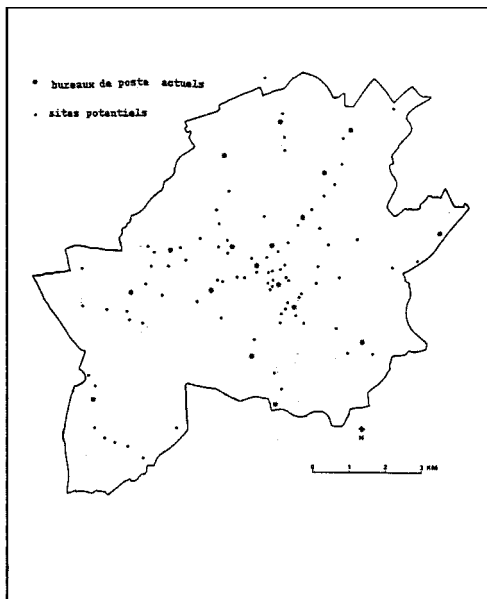 bureaux de poste actuels
sites potentiels
N
0 1 2 3 KM